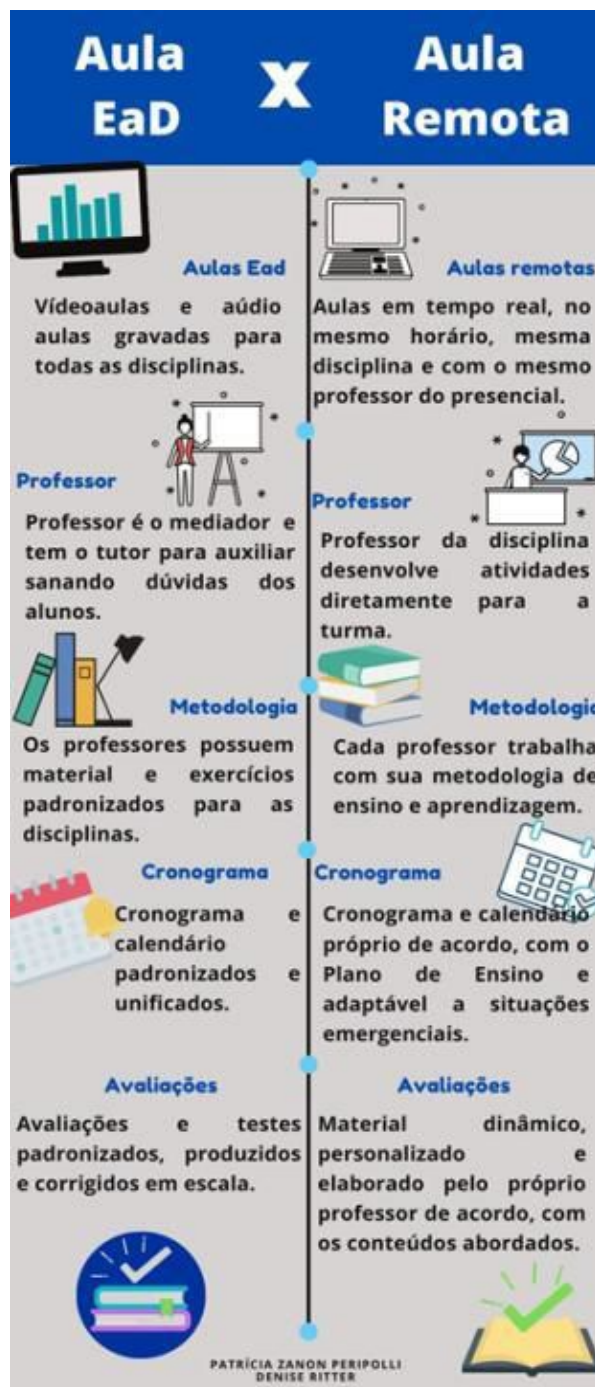 Aula
EaD
x
Aula
Remota
Aulas Ead
Vídeoaulas e aúdio
aulas gravadas para
todas as disciplinas.
Aulas remotas
Aulas em tempo real, no
mesmo horário, mesma
disciplina e com o mesmo
professor do presencial.
Professor
Professor é o mediador e
tem o tutor para auxiliar
sanando dúvidas dos
alunos.
Professor
Professor da disciplina
desenvolve atividades
diretamente para a
turma.
Metodologia
Os professores possuem
material e exercícios
padronizados para as
disciplinas.
Metodologia
Cada professor trabalha
com sua metodologia de
ensino e aprendizagem.
Cronograma
Cronograma e
calendário
padronizados e
unificados.
Cronograma
Cronograma e calendário
próprio de acordo, com o
Plano de Ensino e
adaptável a situações
emergenciais.
Avaliações
Avaliações e testes
padronizados, produzidos
e corrigidos em escala.
Avaliações
Material dinâmico,
personalizado e
elaborado pelo próprio
professor de acordo, com
os conteúdos abordados.
PATRÍCIA ZANON PERIPOLLI
DENISE RITTER